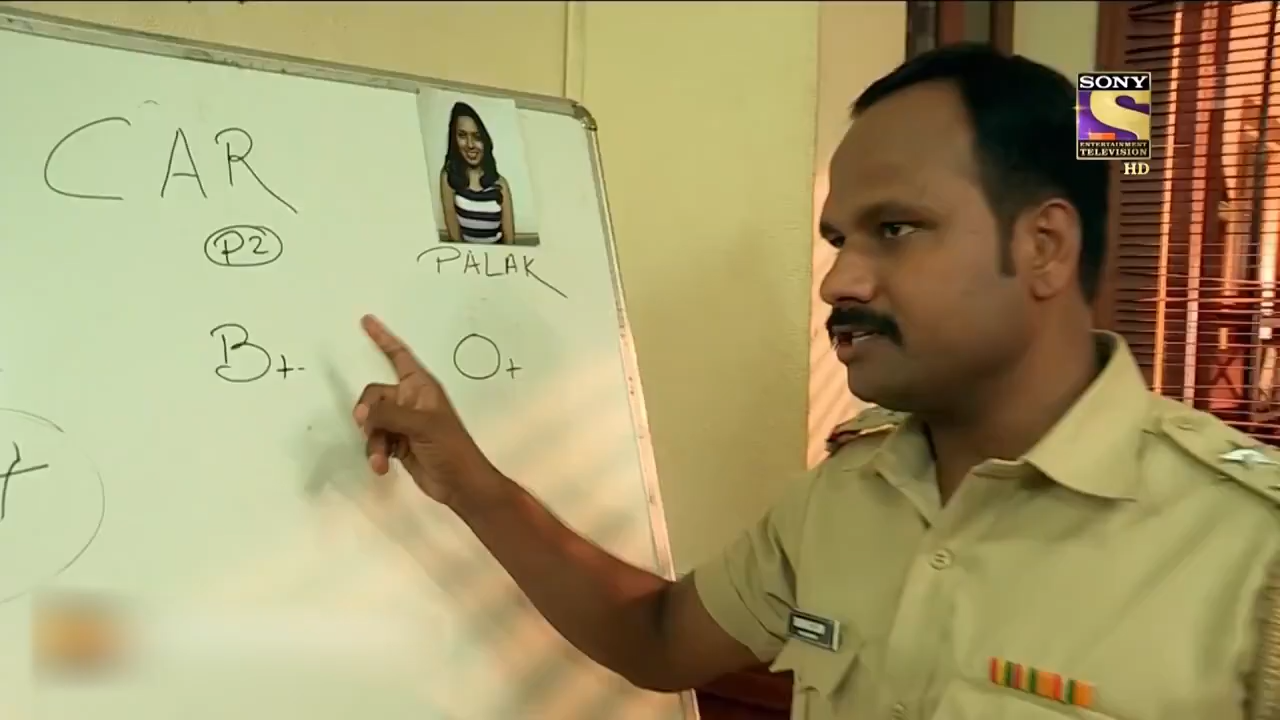 CAR
P2
PALAK
B+-
O+
+
SONY
ENTERTAINMENT
TELEVISION
HD